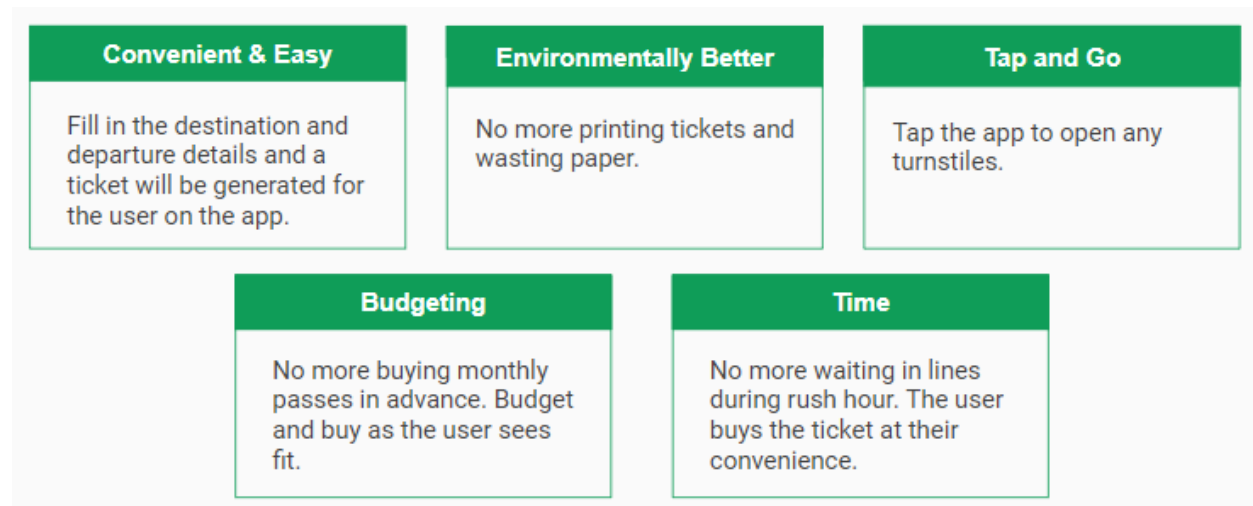 Convenient & Easy
Fill in the destination and
departure details and a
ticket will be generated for
the user on the app.
Environmentally Better
No more printing tickets and
wasting paper.
Tap and Go
Tap the app to open any
turnstiles.
Budgeting
No more buying monthly
passes in advance. Budget
and buy as the user sees
fit.
Time
No more waiting in lines
during rush hour. The user
buys the ticket at their
convenience.